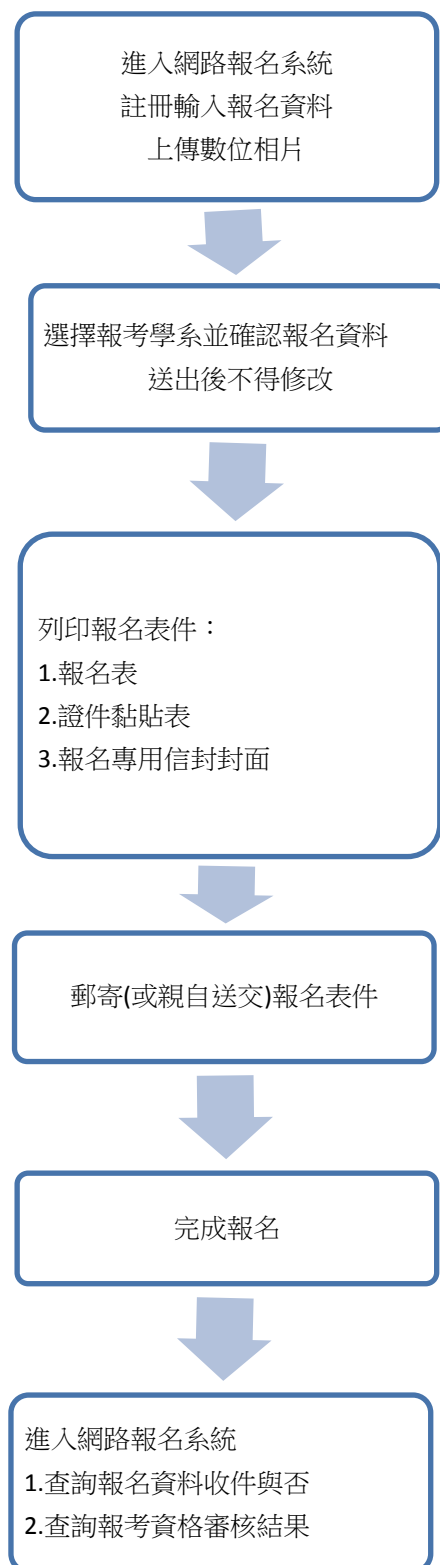 進入網路報名系統
註冊輸入報名資料
上傳數位相片
選擇報考學系並確認報名資料
送出後不得修改
列印報名表件：
1.報名表
2.證件黏貼表
3.報名專用信封封面
郵寄(或親自送交)報名表件
完成報名
進入網路報名系統
1.查詢報名資料收件與否
2.查詢報考資格審核結果